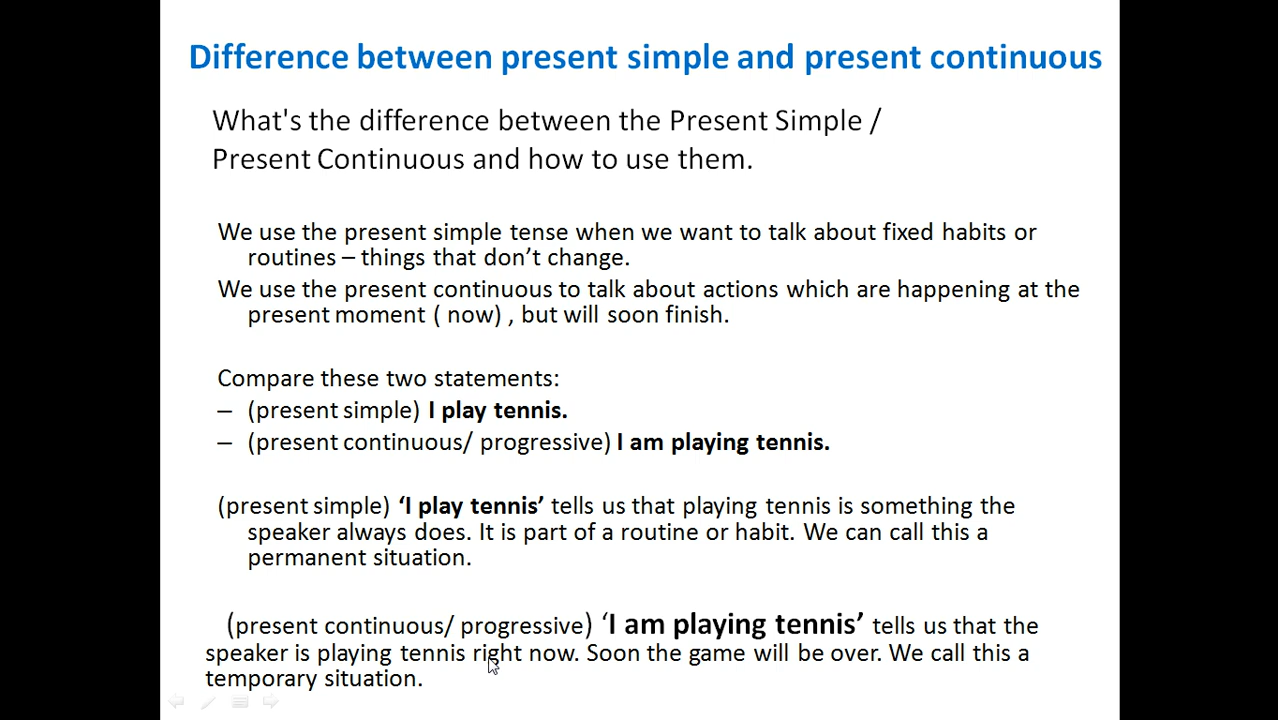 Difference between present simple and present continuous
What's the difference between the Present Simple /
Present Continuous and how to use them.
We use the present simple tense when we want to talk about fixed habits or
routines – things that don’t change.
We use the present continuous to talk about actions which are happening at the
present moment ( now) , but will soon finish.
Compare these two statements:
– (present simple) I play tennis.
– (present continuous/ progressive) I am playing tennis.
(present simple) ‘I play tennis’ tells us that playing tennis is something the
speaker always does. It is part of a routine or habit. We can call this a
permanent situation.
(present continuous/ progressive) ‘I am playing tennis’ tells us that the
speaker is playing tennis right now. Soon the game will be over. We call this a
temporary situation.